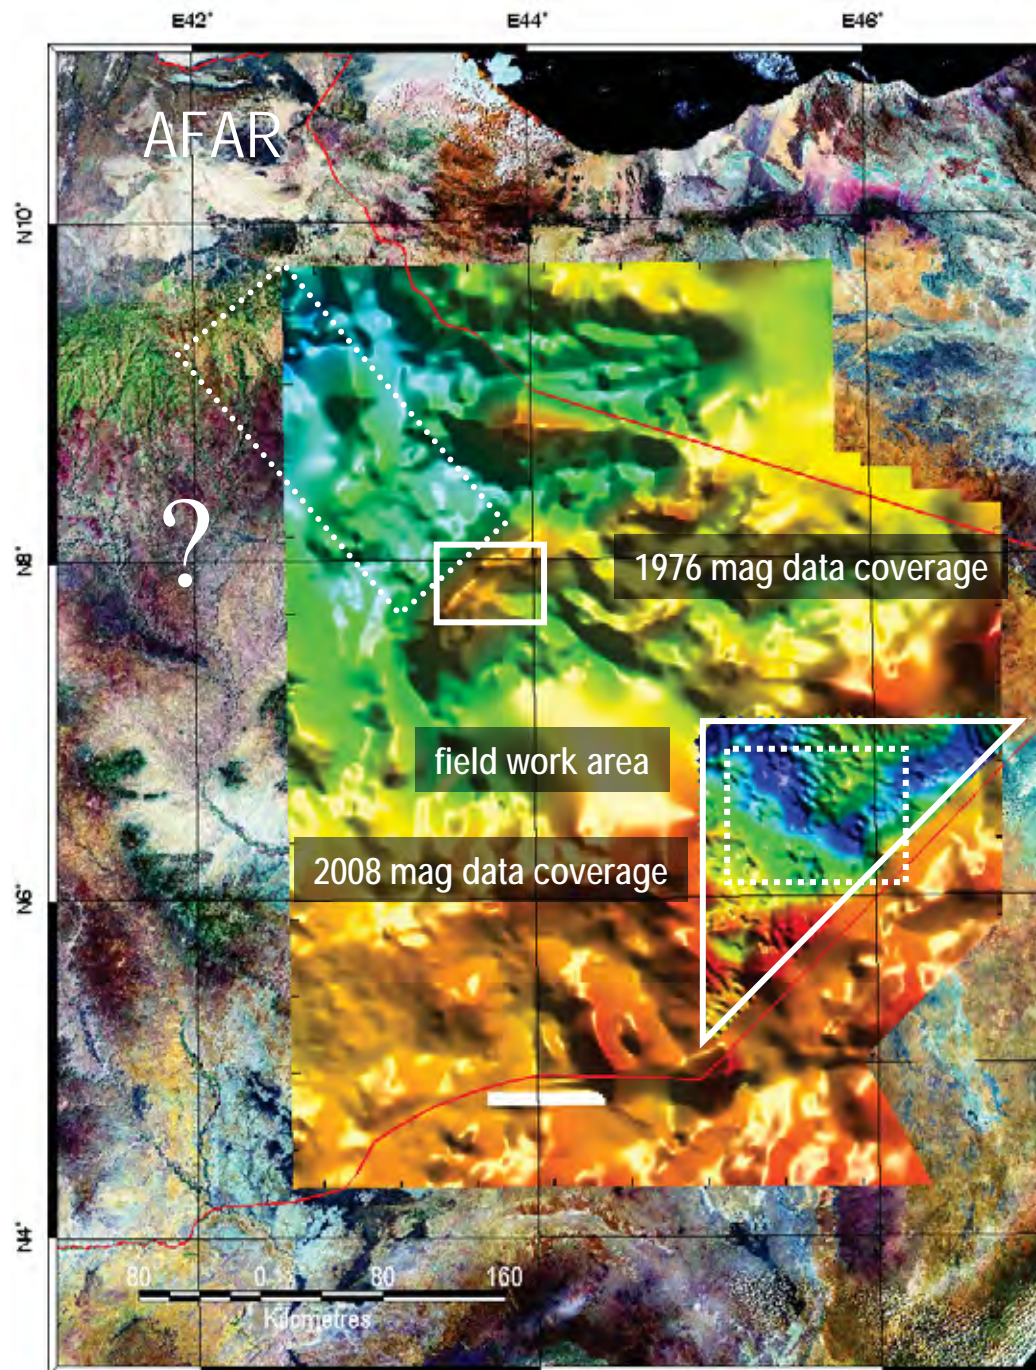 E42° E44° E46°
AFAR
N10°
?
N8°
1976 mag data coverage
field work area
2008 mag data coverage
N6°
N4°
80 0 80 160
Kilometres